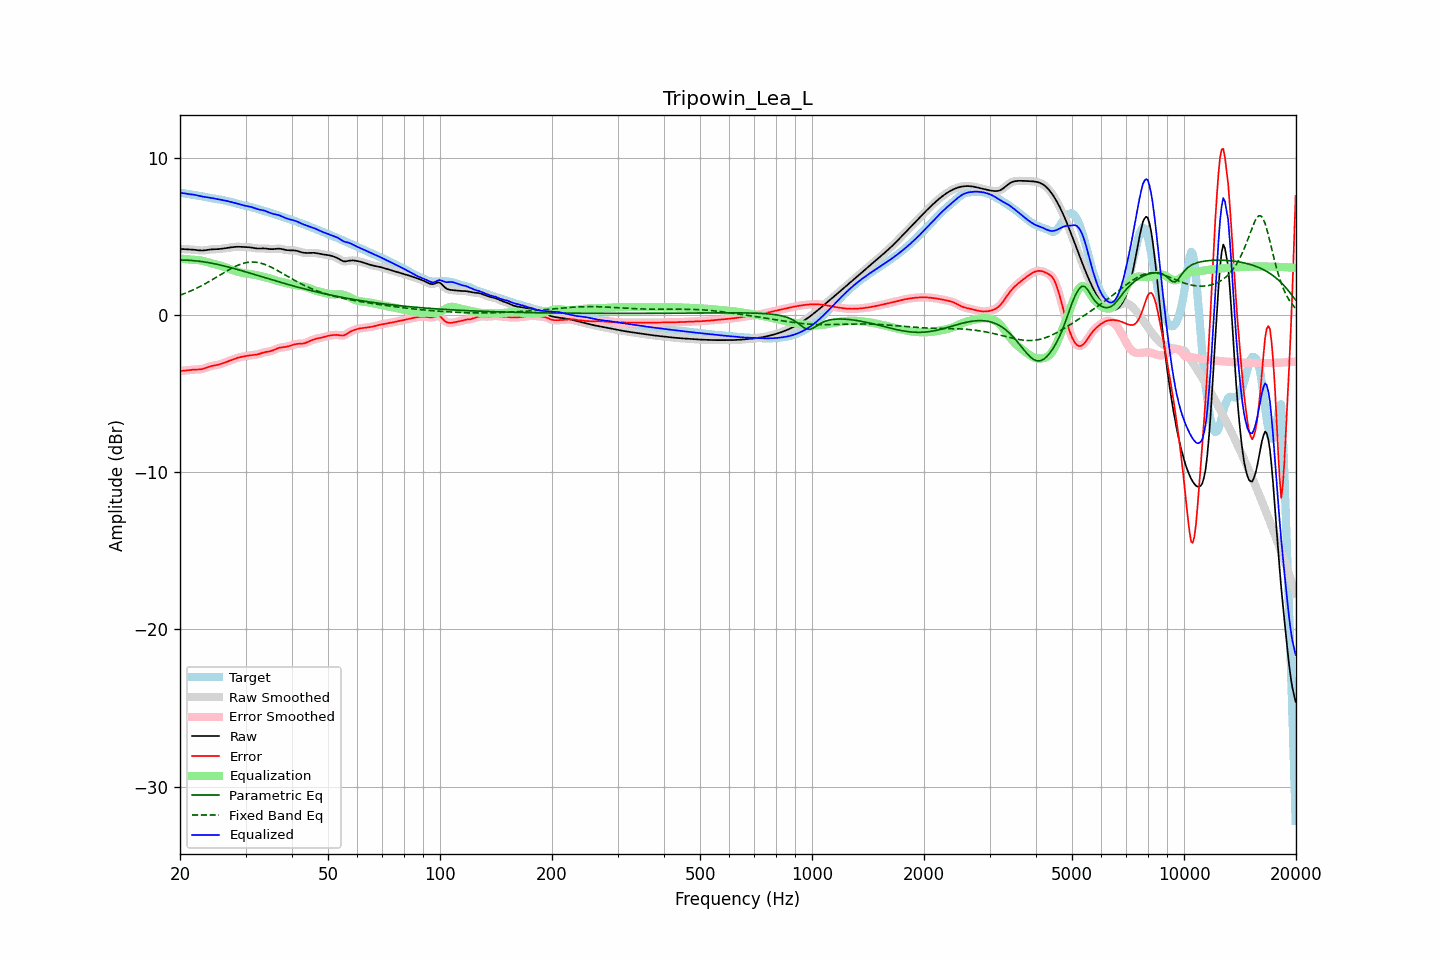 Tripowin_Lea_L
10
0
−10
−20
−30
Amplitude (dBr)
Target
Raw Smoothed
Error Smoothed
Raw
Error
Equalization
Parametric Eq
Fixed Band Eq
Equalized
20 50 100 200 500 1000 2000 5000 10000 20000
Frequency (Hz)